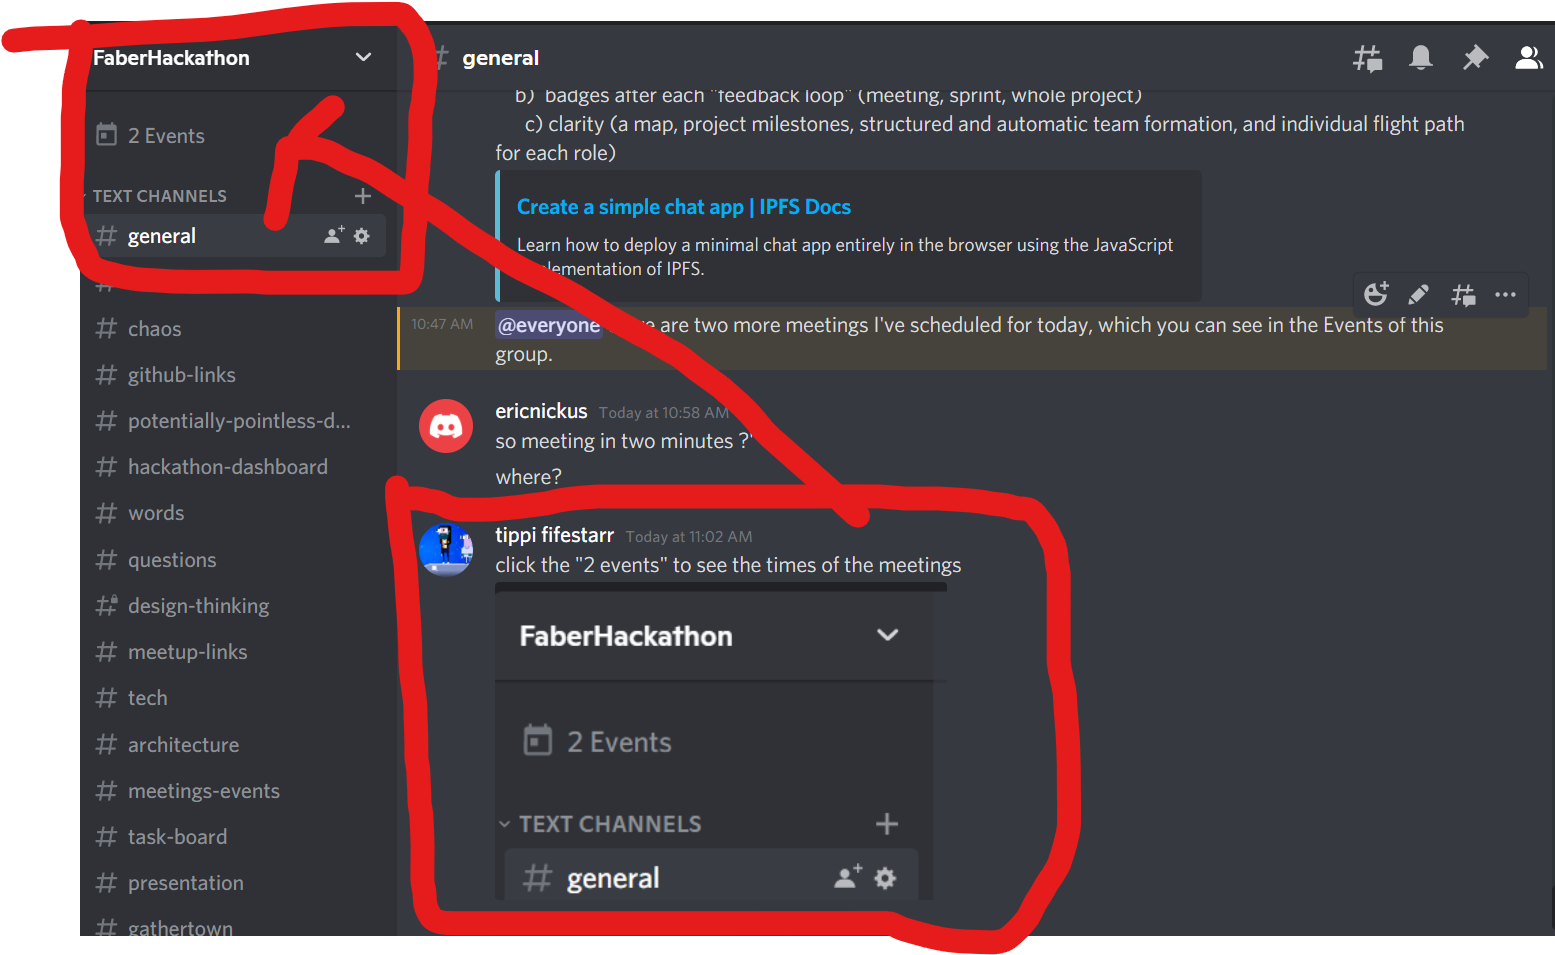 FaberHackathon
2 Events
TEXT CHANNELS
general
chaos
github-links
potentially-pointless-d...
hackathon-dashboard
words
questions
design-thinking
meetup-links
tech
architecture
meetings-events
task-board
presentation
gathertown
general
b) badges after each "feedback loop" (meeting, sprint, whole project)
c) clarity (a map, project milestones, structured and automatic team formation, and individual flight path
for each role)
Create a simple chat app | IPFS Docs
Learn how to deploy a minimal chat app entirely in the browser using the JavaScript
of IPFS.
10:47 AM @everyone are two more meetings I've scheduled for today, which you can see in the Events of this
group.
ericnickus Today at 10:58 AM
so meeting in two minutes ?
where?
tippi fifestarr Today at 11:02 AM
click the "2 events" to see the times of the meetings
FaberHackathon
2 Events
TEXT CHANNELS
general